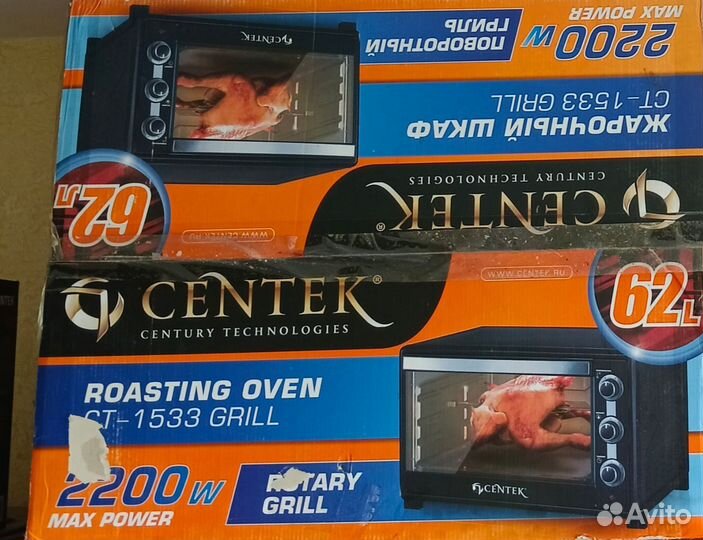 MAX POWER
2200W
ПОВОРОТНЫЙ
ГРИЛЬ
CENTEK
CT-1533 GRILL
ЖАРОЧНЫЙ ШКАФ
CENTURY TECHNOLOGIES
CENTEK®
62Л
WWW.CENTEK.RU
CENTEK®
CENTURY TECHNOLOGIES
WWW.CENTEK.RU
62L
ROASTING OVEN
CT-1533 GRILL
2200W
MAX POWER
ROTARY
GRILL
CENTEK
Avito